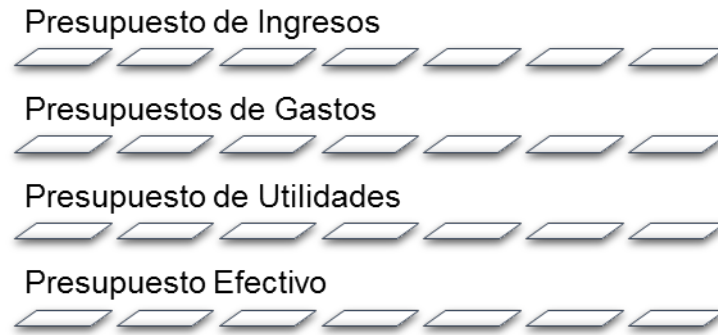 Presupuesto de Ingresos
Presupuestos de Gastos
Presupuesto de Utilidades
Presupuesto Efectivo